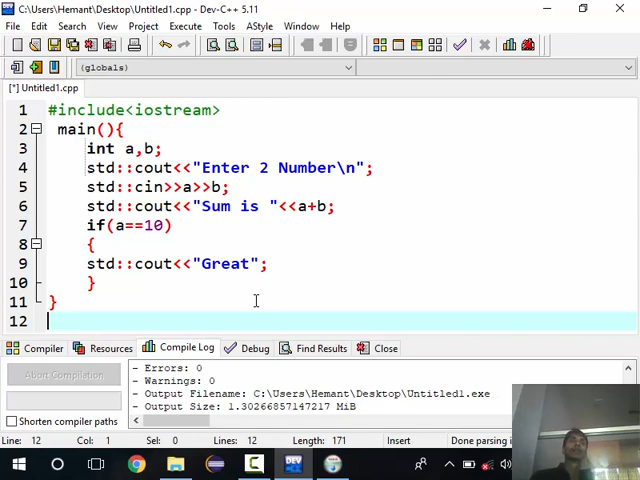 C:\Users\Hemant\Desktop\Untitled1.cpp - Dev-C++ 5.11
File Edit Search View Project Execute Tools AStyle Window Help
(globals)
[*] Untitled1.cpp
1 #include<iostream>
2 main(){
3 int a,b;
4 std::cout<<"Enter 2 Number\n";
5 std::cin>>a>>b;
6 std::cout<<"Sum is "<<a+b;
7 if(a==10)
8 {
9 std::cout<<"Great";
10 }
11 }
12
Compiler Resources Compile Log Debug Find Results Close
Abort Compilation
Shorten compiler paths
- Errors: 0
- Warnings: 0
- Output Filename: C:\Users\Hemant\Desktop\Untitled1.exe
- Output Size: 1.30266857147217 MiB
Line: 12 Col: 1 Sel: 0 Lines: 12 Length: 171 Insert Done parsing i
DEV